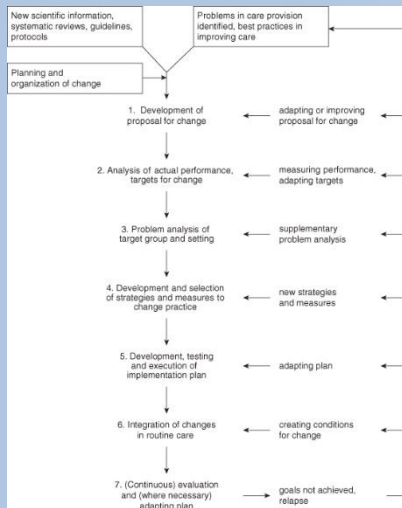 New scientific information,
systematic reviews, guidelines,
protocols
Problems in care provision
identified, best practices in
improving care
Planning and
organization of change
1. Development of
proposal for change
adapting or improving
proposal for change
2. Analysis of actual performance,
targets for change
measuring performance,
adapting targets
3. Problem analysis of
target group and setting
supplementary
problem analysis
4. Development and selection
of strategies and measures to
change practice
new strategies
and measures
5. Development, testing
and execution of
implementation plan
adapting plan
6. Integration of changes
in routine care
creating conditions
for change
7. (Continuous) evaluation
and (where necessary)
adapting plan
goals not achieved,
relapse